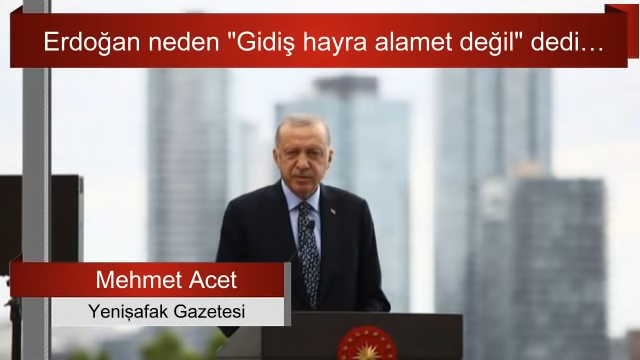 Erdoğan neden "Gidiş hayra alamet değil" dedi…
Mehmet Acet
Yenişafak Gazetesi